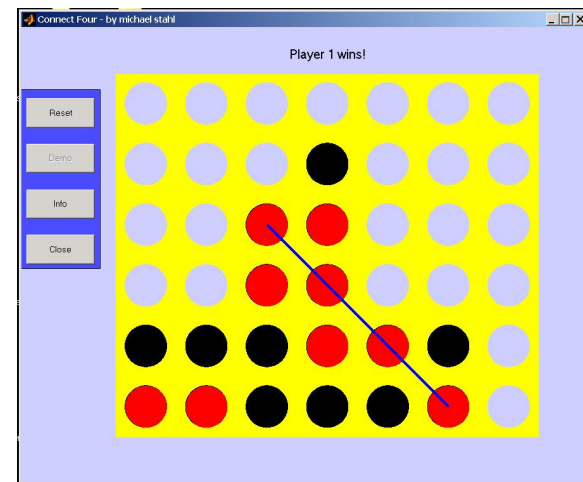 Connect Four - by michael stahl
Player 1 wins!
Reset
Demo
Info
Close